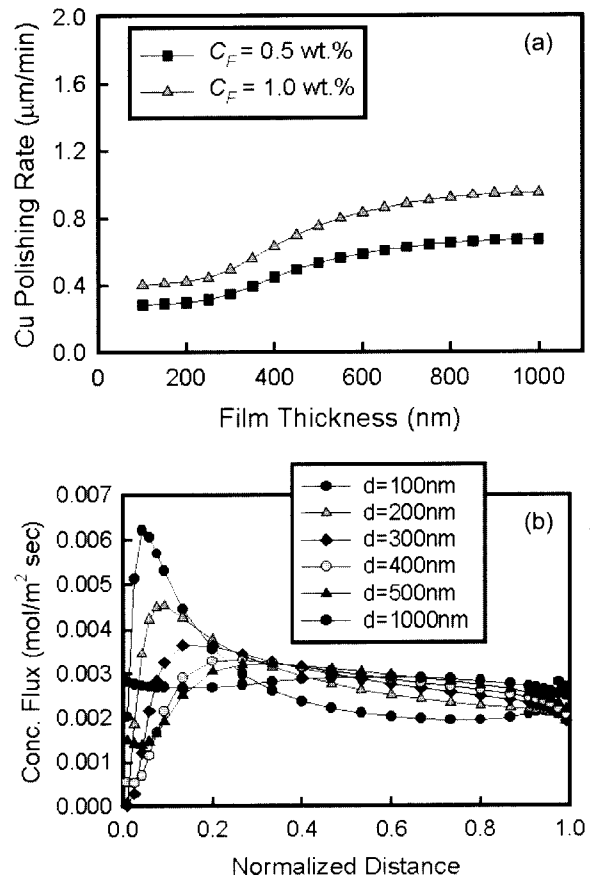 (a)
C_F = 0.5 wt.%
C_F = 1.0 wt.%
Cu Polishing Rate (μm/min)
2.0
1.6
1.2
0.8
0.4
0.0
0 200 400 600 800 1000
Film Thickness (nm)
(b)
d=100nm
d=200nm
d=300nm
d=400nm
d=500nm
d=1000nm
Conc. Flux (mol/m² sec)
0.007
0.006
0.005
0.004
0.003
0.002
0.001
0.000
0.0 0.2 0.4 0.6 0.8 1.0
Normalized Distance